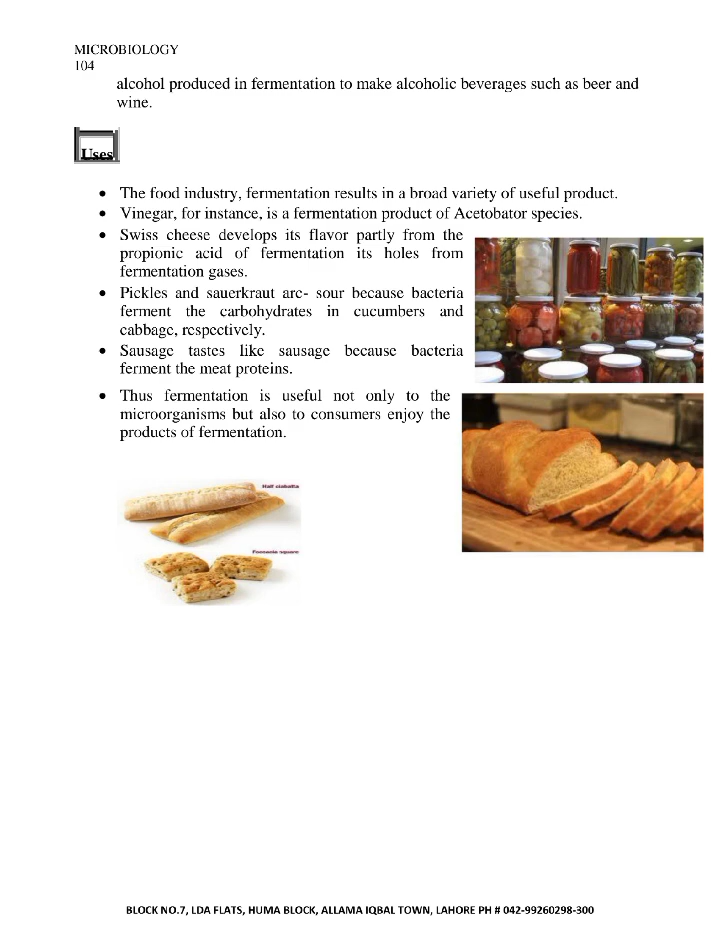 MICROBIOLOGY
104
alcohol produced in fermentation to make alcoholic beverages such as beer and
wine.
Uses
• The food industry, fermentation results in a broad variety of useful product.
• Vinegar, for instance, is a fermentation product of Acetobator species.
• Swiss cheese develops its flavor partly from the
propionic acid of fermentation its holes from
fermentation gases.
• Pickles and sauerkraut arc- sour because bacteria
ferment the carbohydrates in cucumbers and
cabbage, respectively.
• Sausage tastes like sausage because bacteria
ferment the meat proteins.
• Thus fermentation is useful not only to the
microorganisms but also to consumers enjoy the
products of fermentation.
Half ciabatta
square
BLOCK NO.7, LDA FLATS, HUMA BLOCK, ALLAMA IQBAL TOWN, LAHORE PH # 042-99260298-300